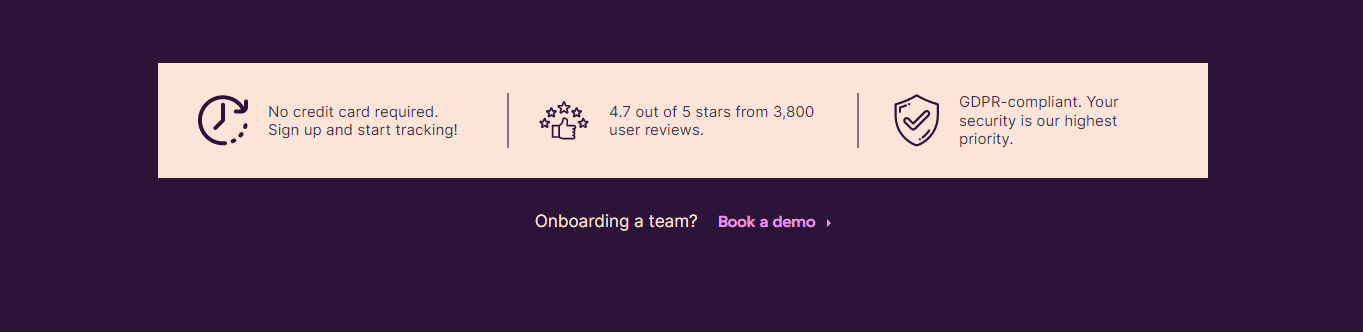 No credit card required.
Sign up and start tracking!
4.7 out of 5 stars from 3,800
user reviews.
GDPR-compliant. Your
security is our highest
priority.
Onboarding a team? Book a demo